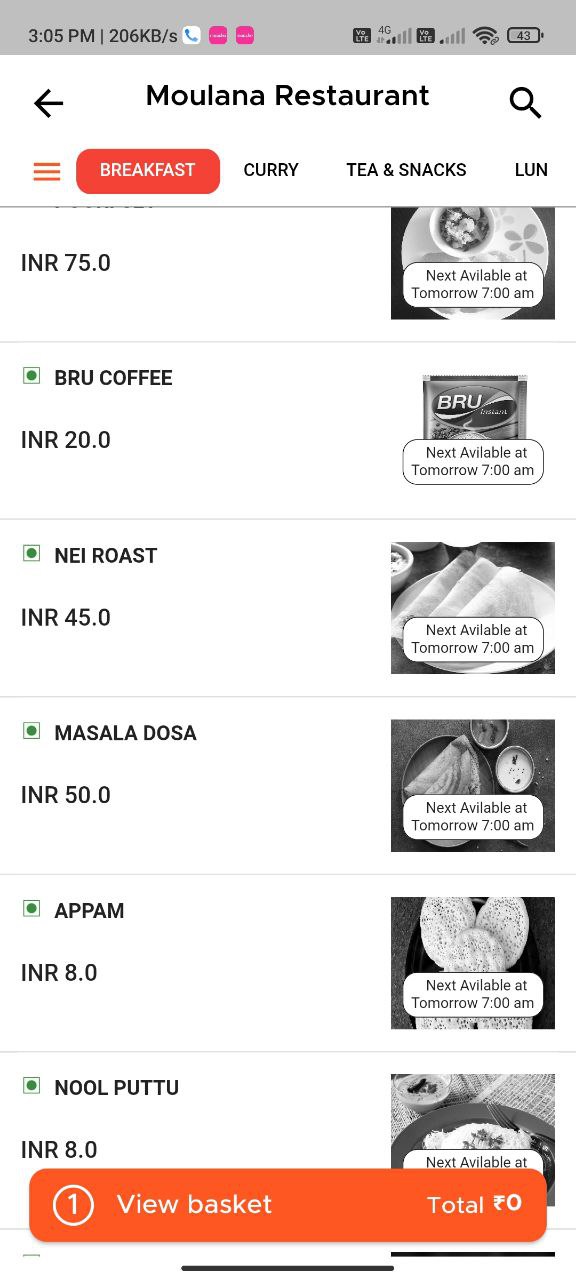 3:05 PM | 206KB/s
Vo LTE 4G Vo LTE 43
Moulana Restaurant
BREAKFAST CURRY TEA & SNACKS LUN
INR 75.0
Next Avilable at
Tomorrow 7:00 am
BRU COFFEE
BRU
Instant
INR 20.0
Next Avilable at
Tomorrow 7:00 am
NEI ROAST
INR 45.0
Next Avilable at
Tomorrow 7:00 am
MASALA DOSA
INR 50.0
Next Avilable at
Tomorrow 7:00 am
APPAM
INR 8.0
Next Avilable at
Tomorrow 7:00 am
NOOL PUTTU
INR 8.0
Next Avilable at
1 View basket Total ₹0